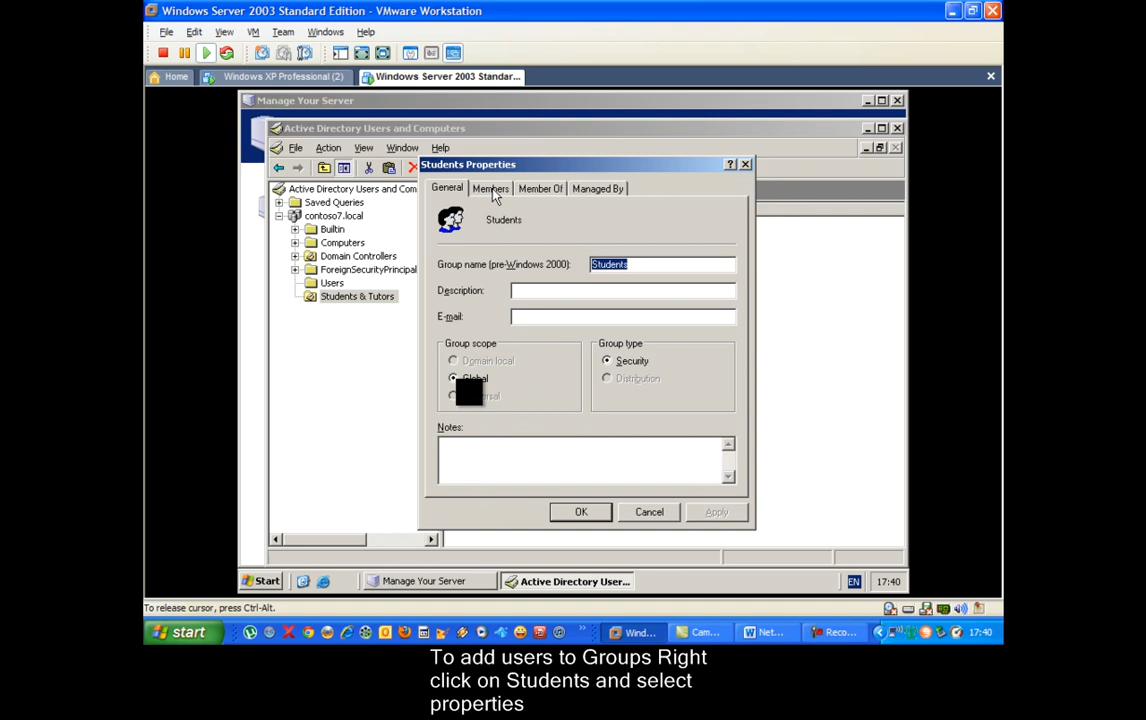 Windows Server 2003 Standard Edition - VMware Workstation
File Edit View VM Team Windows Help
Home Windows XP Professional (2) Windows Server 2003 Standar...
Manage Your Server
Active Directory Users and Computers
File Action View Window Help
Students Properties
Active Directory Users and Com
Saved Queries
contoso7.local
Builtin
Computers
Domain Controllers
ForeignSecurityPrincipal
Users
Students & Tutors
General Members Member Of Managed By
Students
Group name (pre-Windows 2000): Students
Description:
E-mail:
Group scope Group type
Domain local Security
Global Distribution
Notes:
OK Cancel Apply
Start Manage Your Server Active Directory User... EN 17:40
To release cursor, press Ctrl-Alt.
start Wind... Cam... Net... Reco... 17:40
To add users to Groups Right
click on Students and select
properties